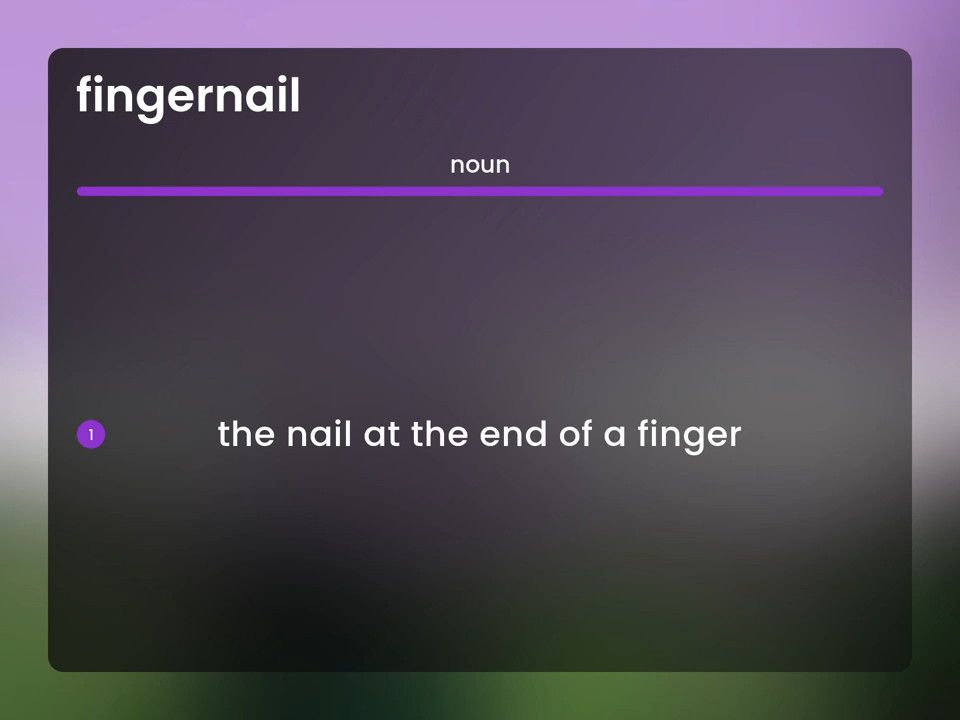 fingernail
noun
1 the nail at the end of a finger